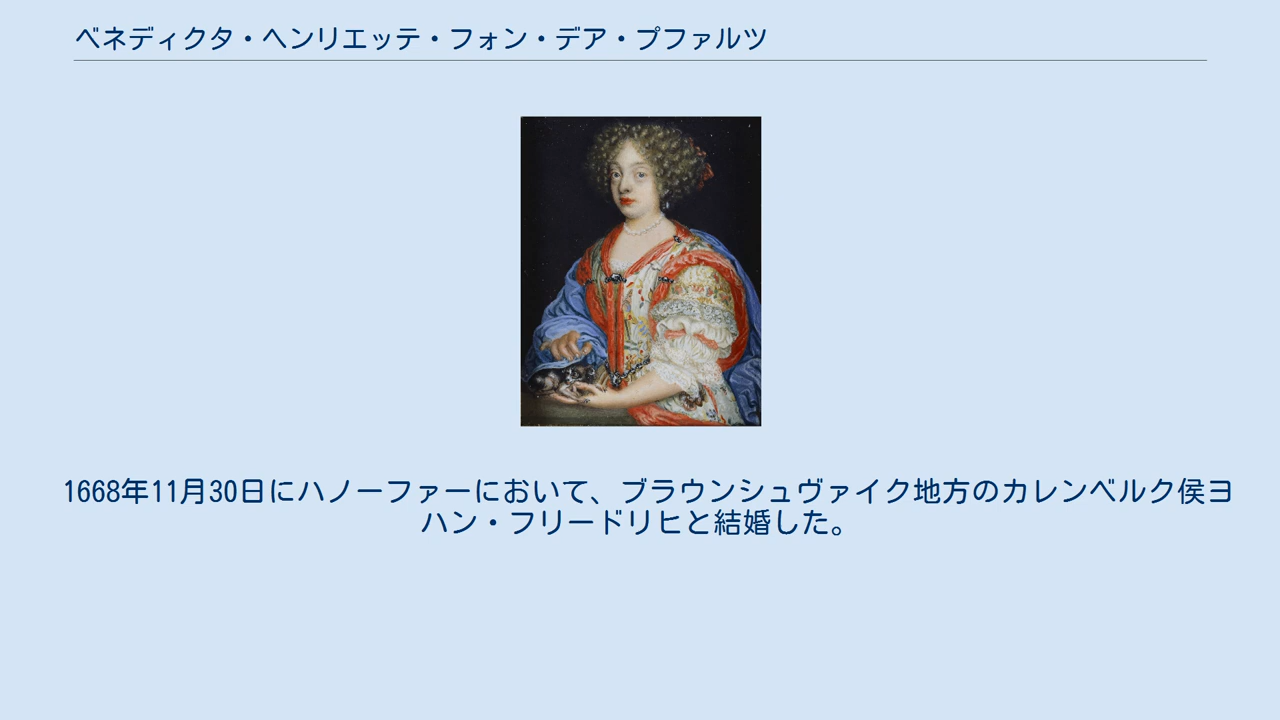 ベネディクタ・ヘンリエッテ・フォン・デア・プファルツ
1668年11月30日にハノーファーにおいて、ブラウンシュヴァイク地方のカレンベルク侯ヨ
ハン・フリードリヒと結婚した。